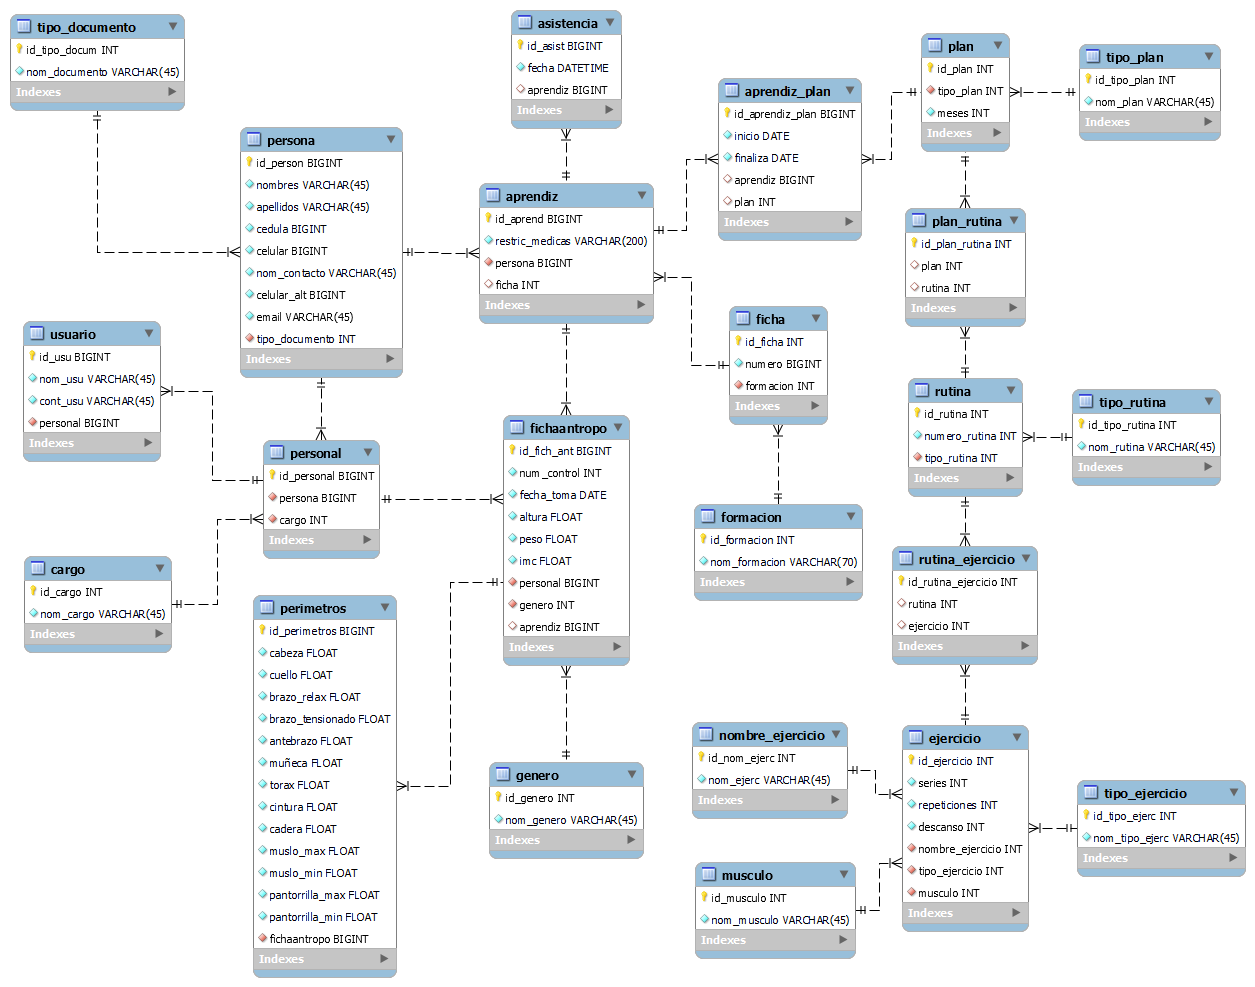 tipo_documento
id_tipo_docum INT
nom_documento VARCHAR(45)
Indexes
persona
id_person BIGINT
nombres VARCHAR(45)
apellidos VARCHAR(45)
cedula BIGINT
celular BIGINT
nom_contacto VARCHAR(45)
celular_alt BIGINT
email VARCHAR(45)
tipo_documento INT
Indexes
usuario
id_usu BIGINT
nom_usu VARCHAR(45)
cont_usu VARCHAR(45)
personal BIGINT
Indexes
personal
id_personal BIGINT
persona BIGINT
cargo INT
Indexes
cargo
id_cargo INT
nom_cargo VARCHAR(45)
Indexes
perimetros
id_perimetros BIGINT
cabeza FLOAT
cuello FLOAT
brazo_relax FLOAT
brazo_tensionado FLOAT
antebrazo FLOAT
muñeca FLOAT
torax FLOAT
cintura FLOAT
cadera FLOAT
muslo_max FLOAT
muslo_min FLOAT
pantorrilla_max FLOAT
pantorrilla_min FLOAT
fichaantropo BIGINT
Indexes
asistencia
id_asist BIGINT
fecha DATETIME
aprendiz BIGINT
Indexes
aprendiz
id_aprend BIGINT
restric_medicas VARCHAR(200)
persona BIGINT
ficha INT
Indexes
fichaantropo
id_fich_ant BIGINT
num_control INT
fecha_toma DATE
altura FLOAT
peso FLOAT
imc FLOAT
personal BIGINT
genero INT
aprendiz BIGINT
Indexes
genero
id_genero INT
nom_genero VARCHAR(45)
Indexes
aprendiz_plan
id_aprendiz_plan BIGINT
inicio DATE
finaliza DATE
aprendiz BIGINT
plan INT
Indexes
ficha
id_ficha INT
numero BIGINT
formacion INT
Indexes
formacion
id_formacion INT
nom_formacion VARCHAR(70)
Indexes
plan
id_plan INT
tipo_plan INT
meses INT
Indexes
tipo_plan
id_tipo_plan INT
nom_plan VARCHAR(45)
Indexes
plan_rutina
id_plan_rutina INT
plan INT
rutina INT
Indexes
rutina
id_rutina INT
numero_rutina INT
tipo_rutina INT
Indexes
tipo_rutina
id_tipo_rutina INT
nom_rutina VARCHAR(45)
Indexes
rutina_ejercicio
id_rutina_ejercicio INT
rutina INT
ejercicio INT
Indexes
nombre_ejercicio
id_nom_ejerc INT
nom_ejerc VARCHAR(45)
Indexes
ejercicio
id_ejercicio INT
series INT
repeticiones INT
descanso INT
nombre_ejercicio INT
tipo_ejercicio INT
musculo INT
Indexes
tipo_ejercicio
id_tipo_ejerc INT
nom_tipo_ejerc VARCHAR(45)
Indexes
musculo
id_musculo INT
nom_musculo VARCHAR(45)
Indexes